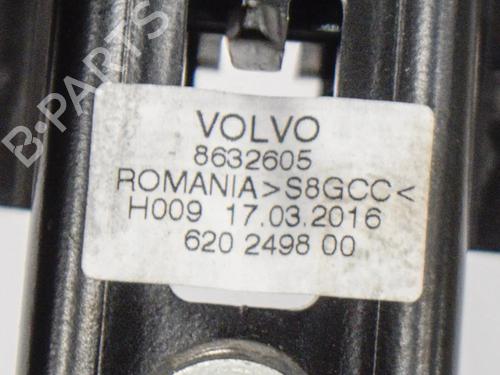 VOLVO
8632605
ROMANIA>S8GCC<
H009 17.03.2016
620 2498 00
B-PARTS